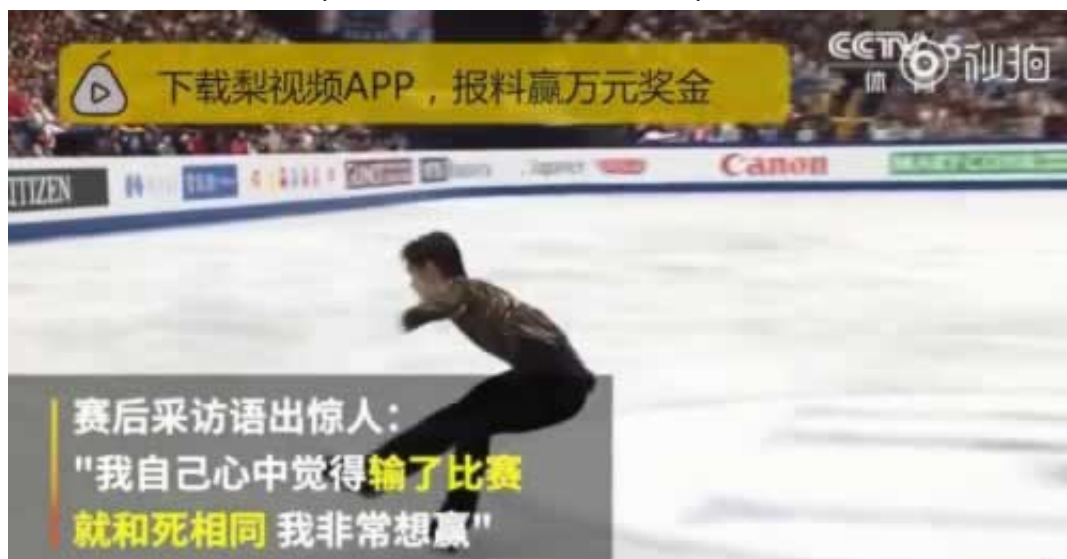 下载梨视频APP，报料赢万元奖金
CCTV
体
秒拍
ITIZEN
Canon
赛后采访语出惊人：
"我自己心中觉得输了比赛
就和死相同 我非常想赢"